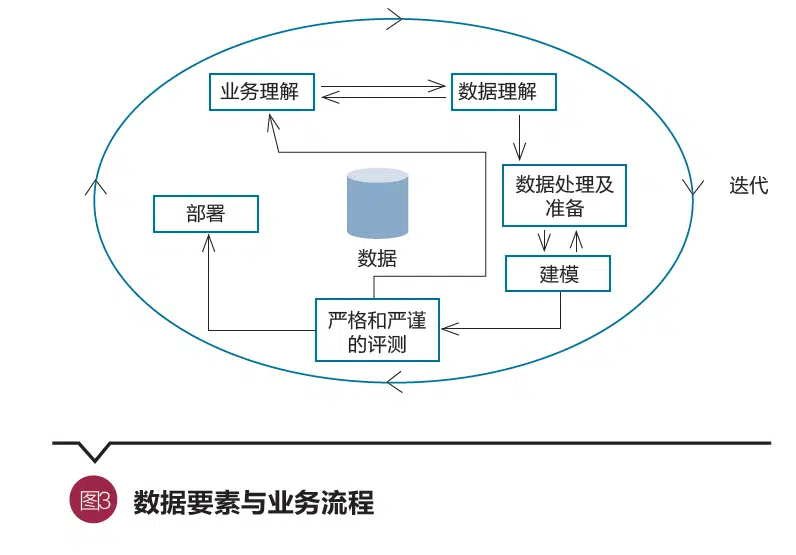 业务理解
数据理解
数据处理及
准备
迭代
部署
数据
建模
严格和严谨
的评测
图3
数据要素与业务流程